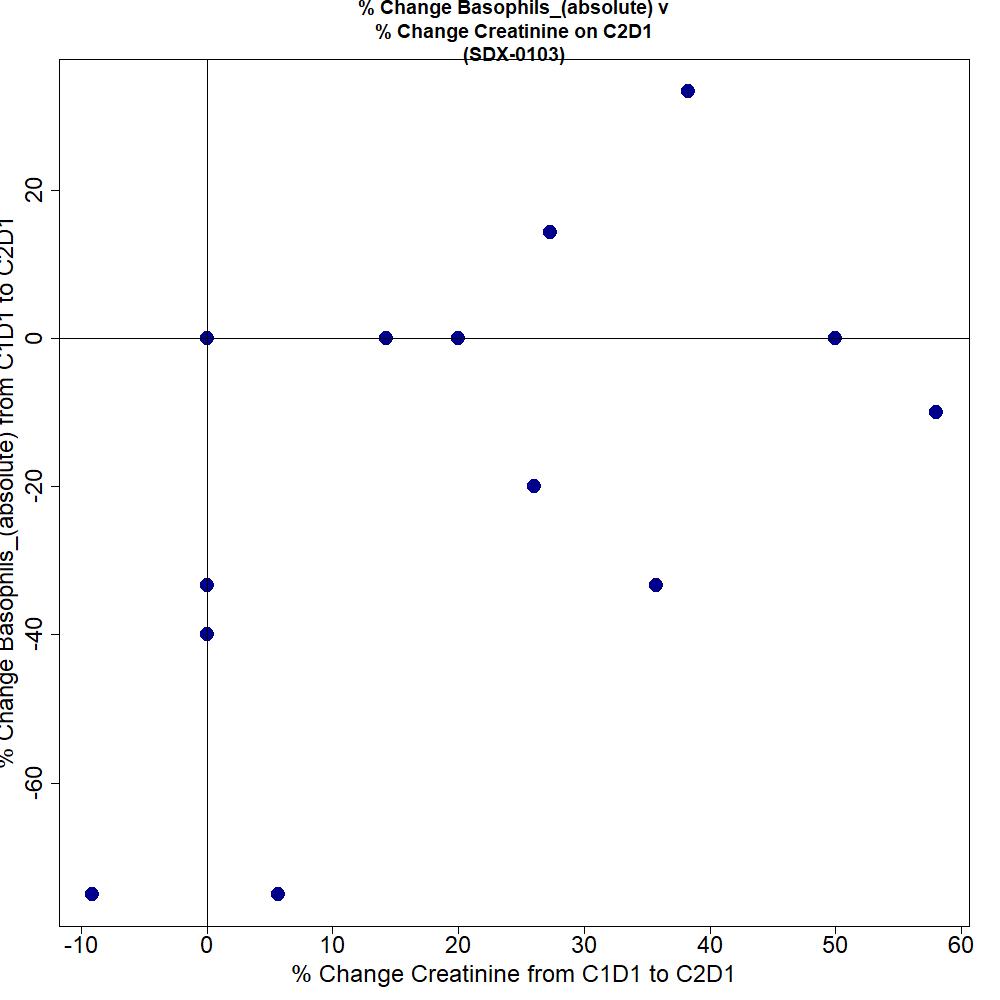 % Change Basophils_(absolute) v
% Change Creatinine on C2D1
(SDX-0103)
% Change Basophils_(absolute) from C1D1 to C2D1
20
0
-20
-40
-60
-10 0 10 20 30 40 50 60
% Change Creatinine from C1D1 to C2D1